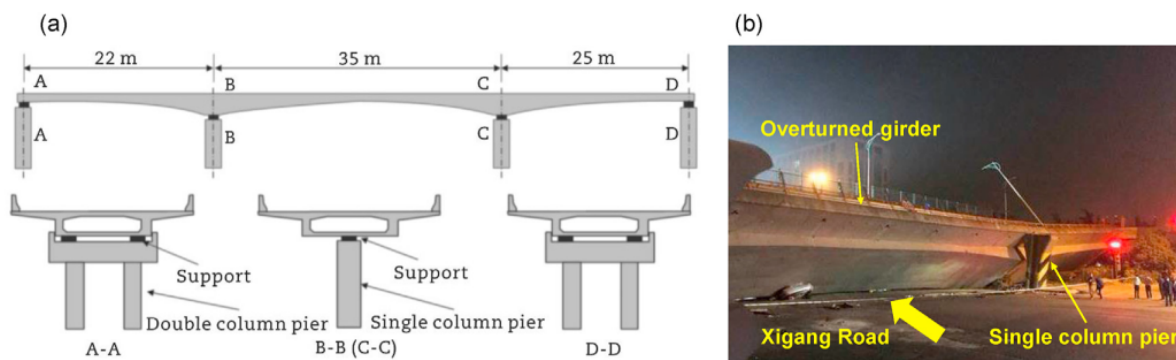 (a)
(b)
22 m
35 m
25 m
A
B
C
D
A
B
C
D
Support
Double column pier
A-A
Support
Single column pier
B-B (C-C)
D-D
Overturned girder
Xigang Road
Single column pier